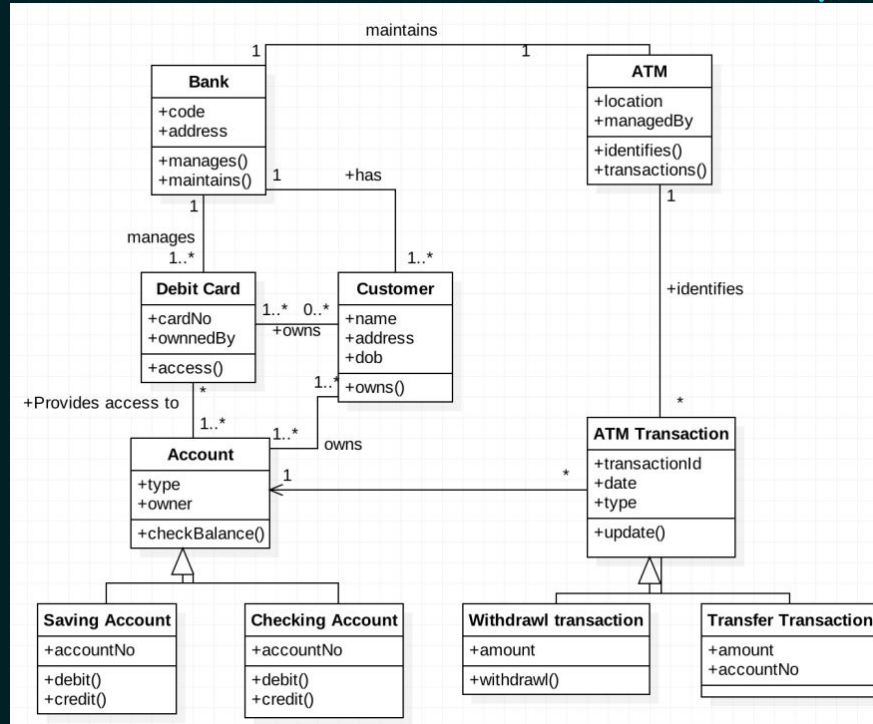 maintains
1
1
Bank
+code
+address
+manages()
+maintains()
ATM
+location
+managedBy
+identifies()
+transactions()
1
+has
1..*
1
manages
1..*
1
+identifies
*
Debit Card
+cardNo
+ownnedBy
+access()
1..*
0..*
+owns
Customer
+name
+address
+dob
+owns()
*
+Provides access to
1..*
1..*
1..*
owns
Account
+type
+owner
+checkBalance()
1
*
ATM Transaction
+transactionId
+date
+type
+update()
Saving Account
+accountNo
+debit()
+credit()
Checking Account
+accountNo
+debit()
+credit()
Withdrawl transaction
+amount
+withdrawl()
Transfer Transaction
+amount
+accountNo